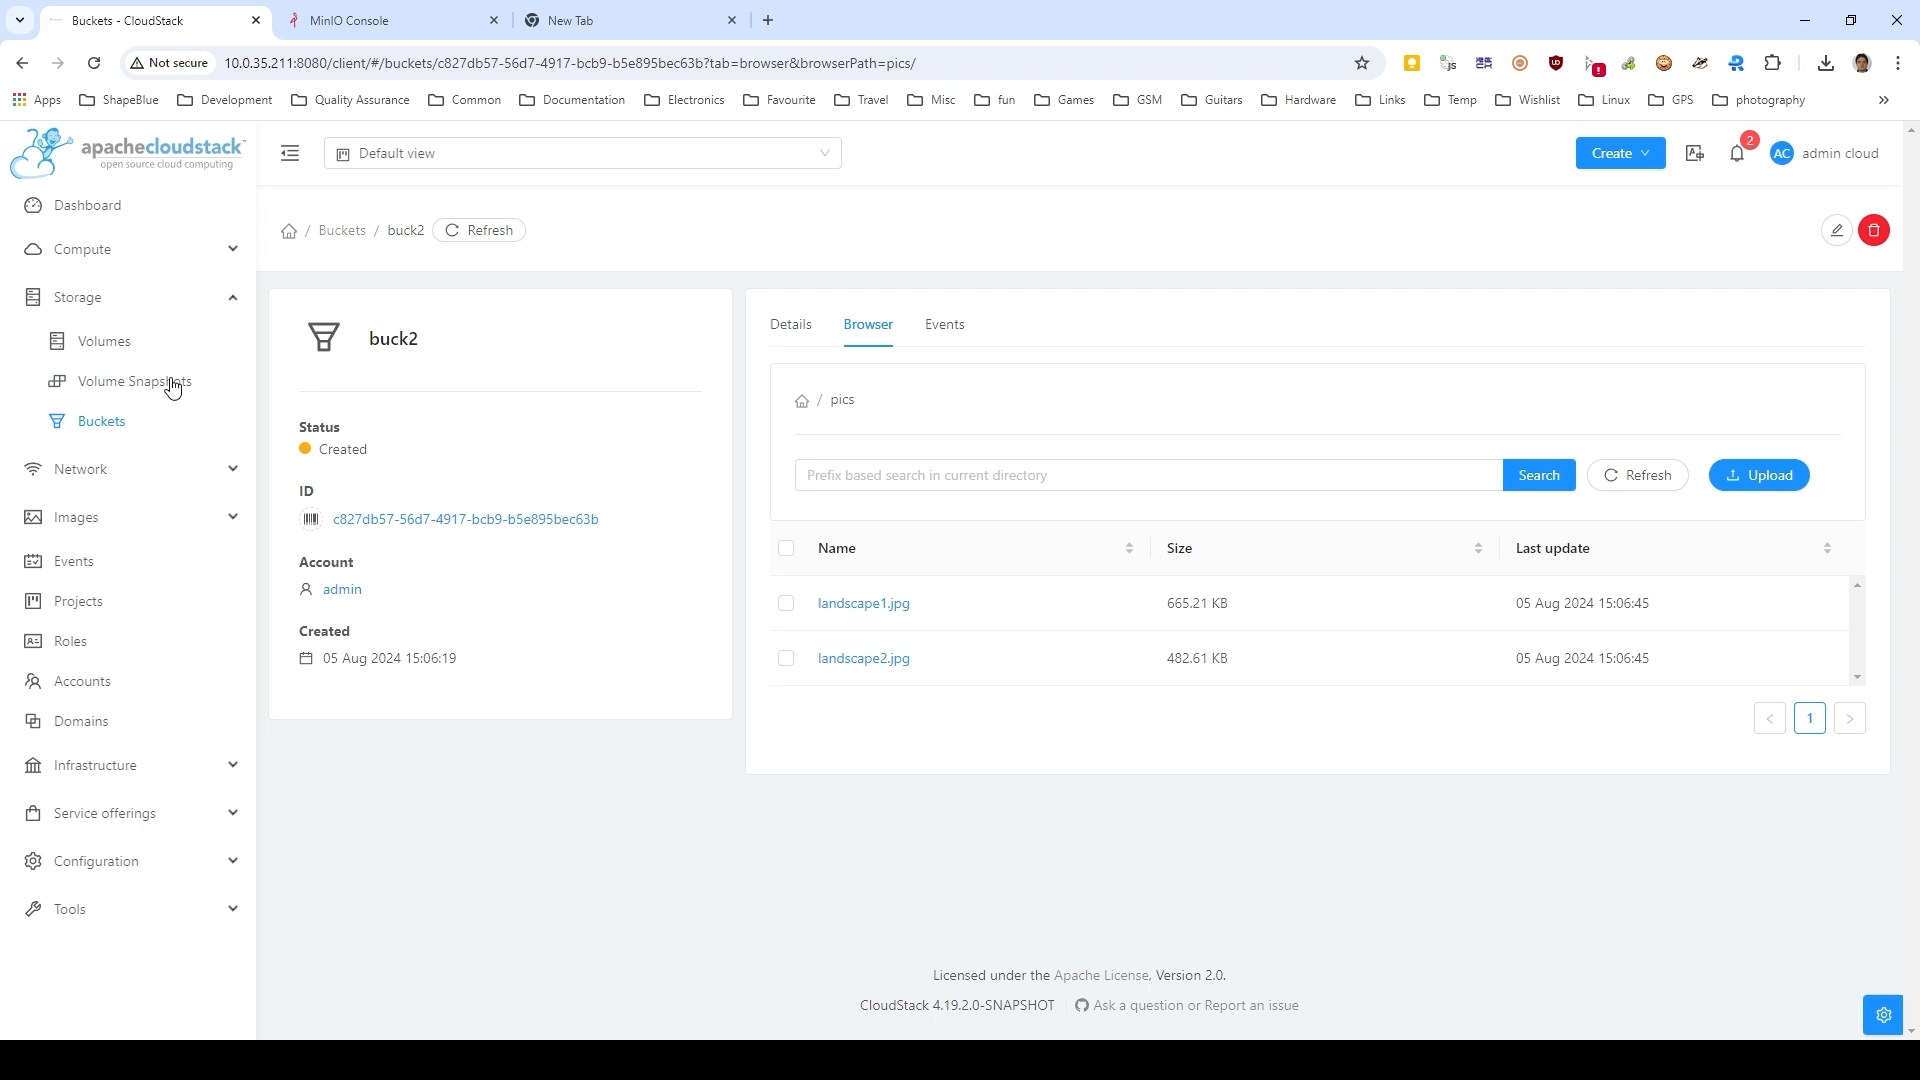 Buckets - CloudStack
MinIO Console
New Tab
Not secure
10.0.35.211:8080/client/#/buckets/c827db57-56d7-4917-bcb9-b5e895bec63b?tab=browser&browserPath=pics/
Apps
ShapeBlue
Development
Quality Assurance
Common
Documentation
Electronics
Favourite
Travel
Misc
fun
Games
GSM
Guitars
Hardware
Links
Temp
Wishlist
Linux
GPS
photography
»
apachecloudstack™
open source cloud computing
Default view
Create
2
AC
admin cloud
Dashboard
Compute
Storage
Volumes
Volume Snapshots
Buckets
Network
Images
Events
Projects
Roles
Accounts
Domains
Infrastructure
Service offerings
Configuration
Tools
/ Buckets / buck2
Refresh
buck2
Status
Created
ID
c827db57-56d7-4917-bcb9-b5e895bec63b
Account
admin
Created
05 Aug 2024 15:06:19
Details
Browser
Events
/ pics
Prefix based search in current directory
Search
Refresh
Upload
Name
Size
Last update
landscape1.jpg
665.21 KB
05 Aug 2024 15:06:45
landscape2.jpg
482.61 KB
05 Aug 2024 15:06:45
< 1 >
Licensed under the Apache License, Version 2.0.
CloudStack 4.19.2.0-SNAPSHOT
Ask a question or Report an issue